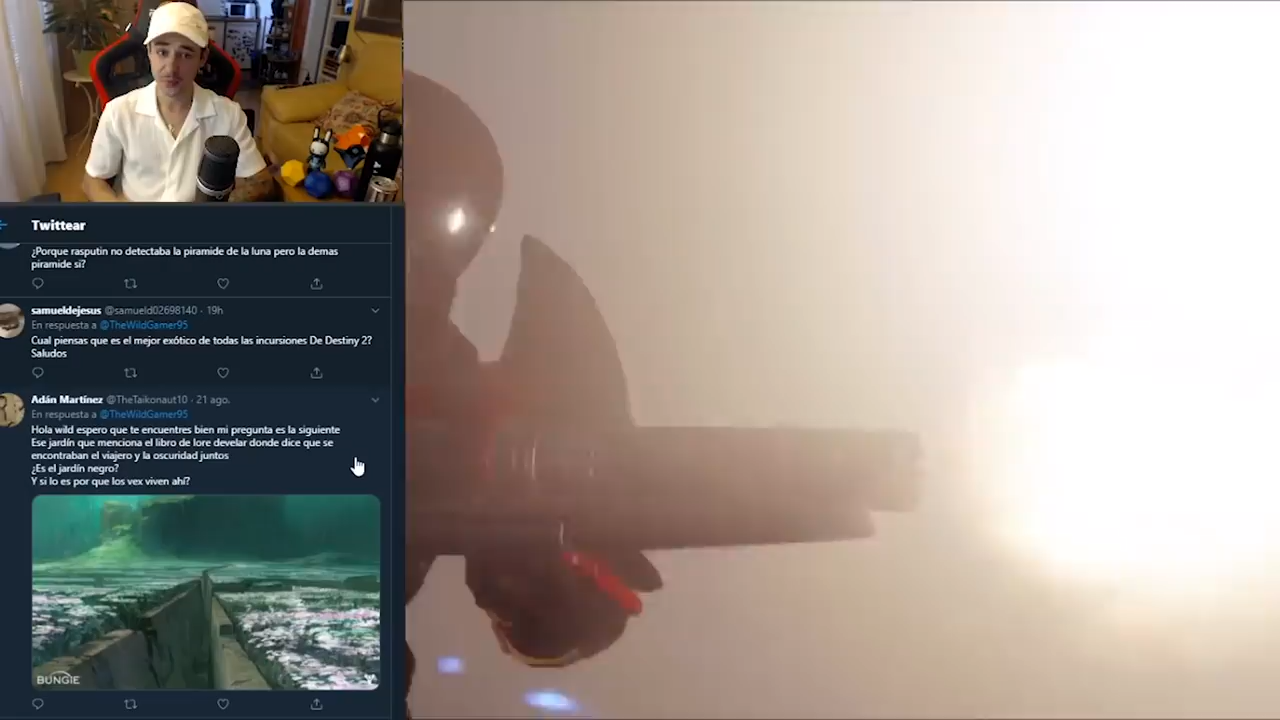 Twittear
¿Porque rasputin no detectaba la piramide de la luna pero la demas
piramide si?
samueldejesus @samueld02698140 · 19h
En respuesta a @TheWildGamer95
Cual piensas que es el mejor exótico de todas las incursiones De Destiny 2?
Saludos
Adán Martínez @TheTaikonaut10 · 21 ago.
En respuesta a @TheWildGamer95
Hola wild espero que te encuentres bien mi pregunta es la siguiente
Ese jardín que menciona el libro de lore develar donde dice que se
encontraban el viajero y la oscuridad juntos
¿Es el jardín negro?
Y si lo es por que los vex viven ahí?
BUNGIE